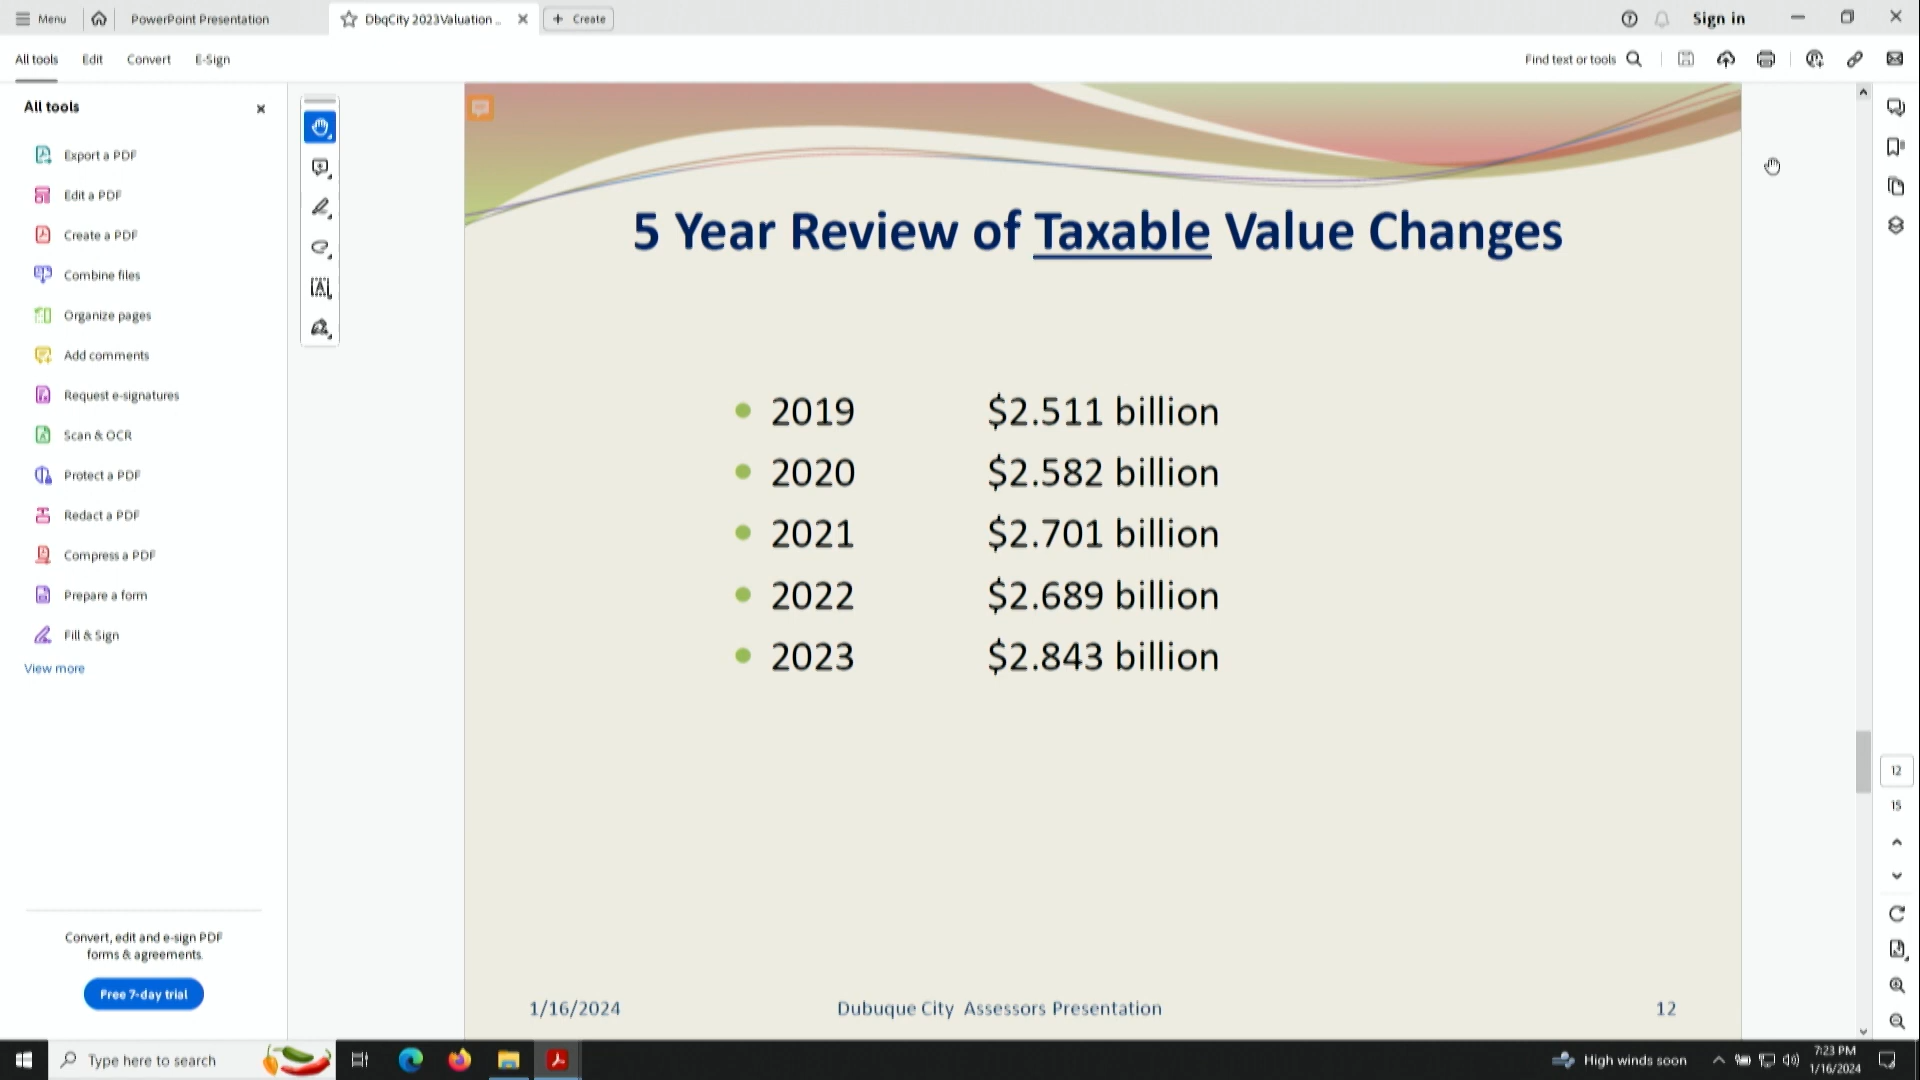 Menu
PowerPoint Presentation
DbqCity 2023Valuation ..
Create
Sign in
All tools
Edit
Convert
E-Sign
Find text or tools
All tools
Export a PDF
Edit a PDF
Create a PDF
Combine files
Organize pages
Add comments
Request e-signatures
Scan & OCR
Protect a PDF
Redact a PDF
Compress a PDF
Prepare a form
Fill & Sign
View more
Convert, edit and e-sign PDF
forms & agreements
Free 7-day trial
5 Year Review of Taxable Value Changes
2019 $2.511 billion
2020 $2.582 billion
2021 $2.701 billion
2022 $2.689 billion
2023 $2.843 billion
1/16/2024 Dubuque City Assessors Presentation 12
12
15
Type here to search
High winds soon
7:23 PM
1/16/2024